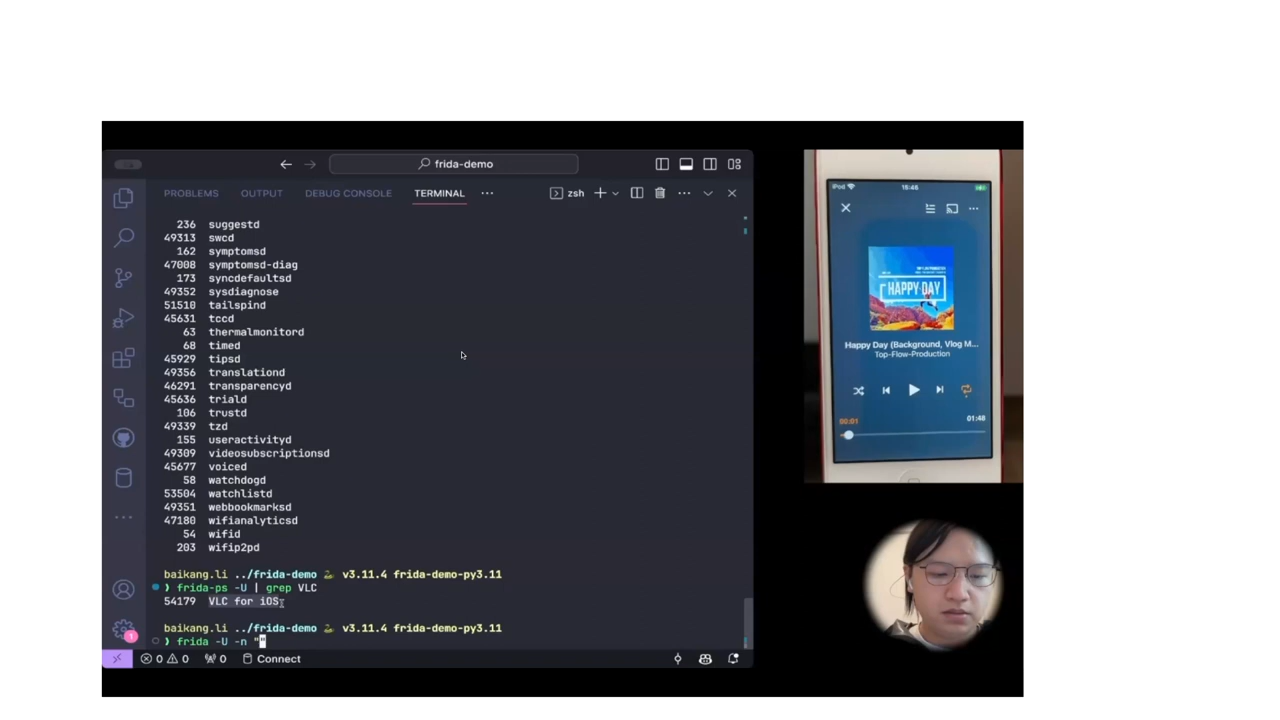 frida-demo
PROBLEMS OUTPUT DEBUG CONSOLE TERMINAL ··· zsh
236 suggestd
49313 swcd
162 symptomsd
47008 symptomsd-diag
173 syncdefaultsd
49352 sysdiagnose
51510 tailspind
45631 tccd
63 thermalmonitord
68 timed
45929 tipsd
49356 translationd
46291 transparencyd
45636 triald
106 trustd
49339 tzd
155 useractivityd
49309 videosubscriptionsd
45677 voiced
58 watchdogd
53504 watchlistd
49351 webbookmarksd
47180 wifianalyticsd
54 wifid
203 wifip2pd
baikang.li ../frida-demo v3.11.4 frida-demo-py3.11
❯ frida-ps -U | grep VLC
54179 VLC for iOS
baikang.li ../frida-demo v3.11.4 frida-demo-py3.11
❯ frida -U -n ""
1
0 0 0 Connect
iPod 15:46
HAPPY DAY
Happy Day (Background, Vlog M...
Top-Flow-Production
00:01 01:48